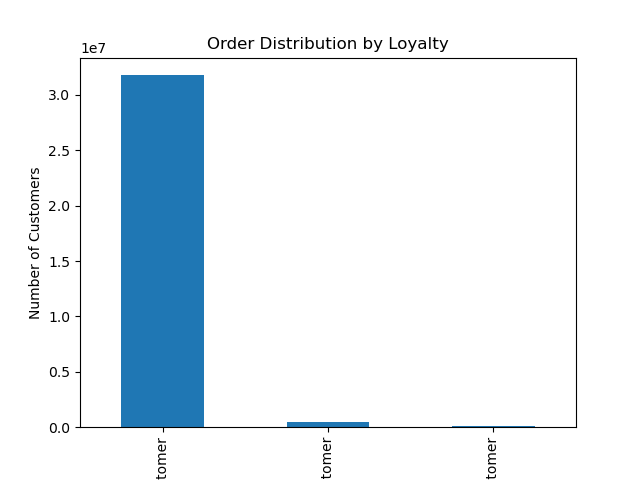 Order Distribution by Loyalty
1e7
Number of Customers
3.0
2.5
2.0
1.5
1.0
0.5
0.0
tomer
tomer
tomer